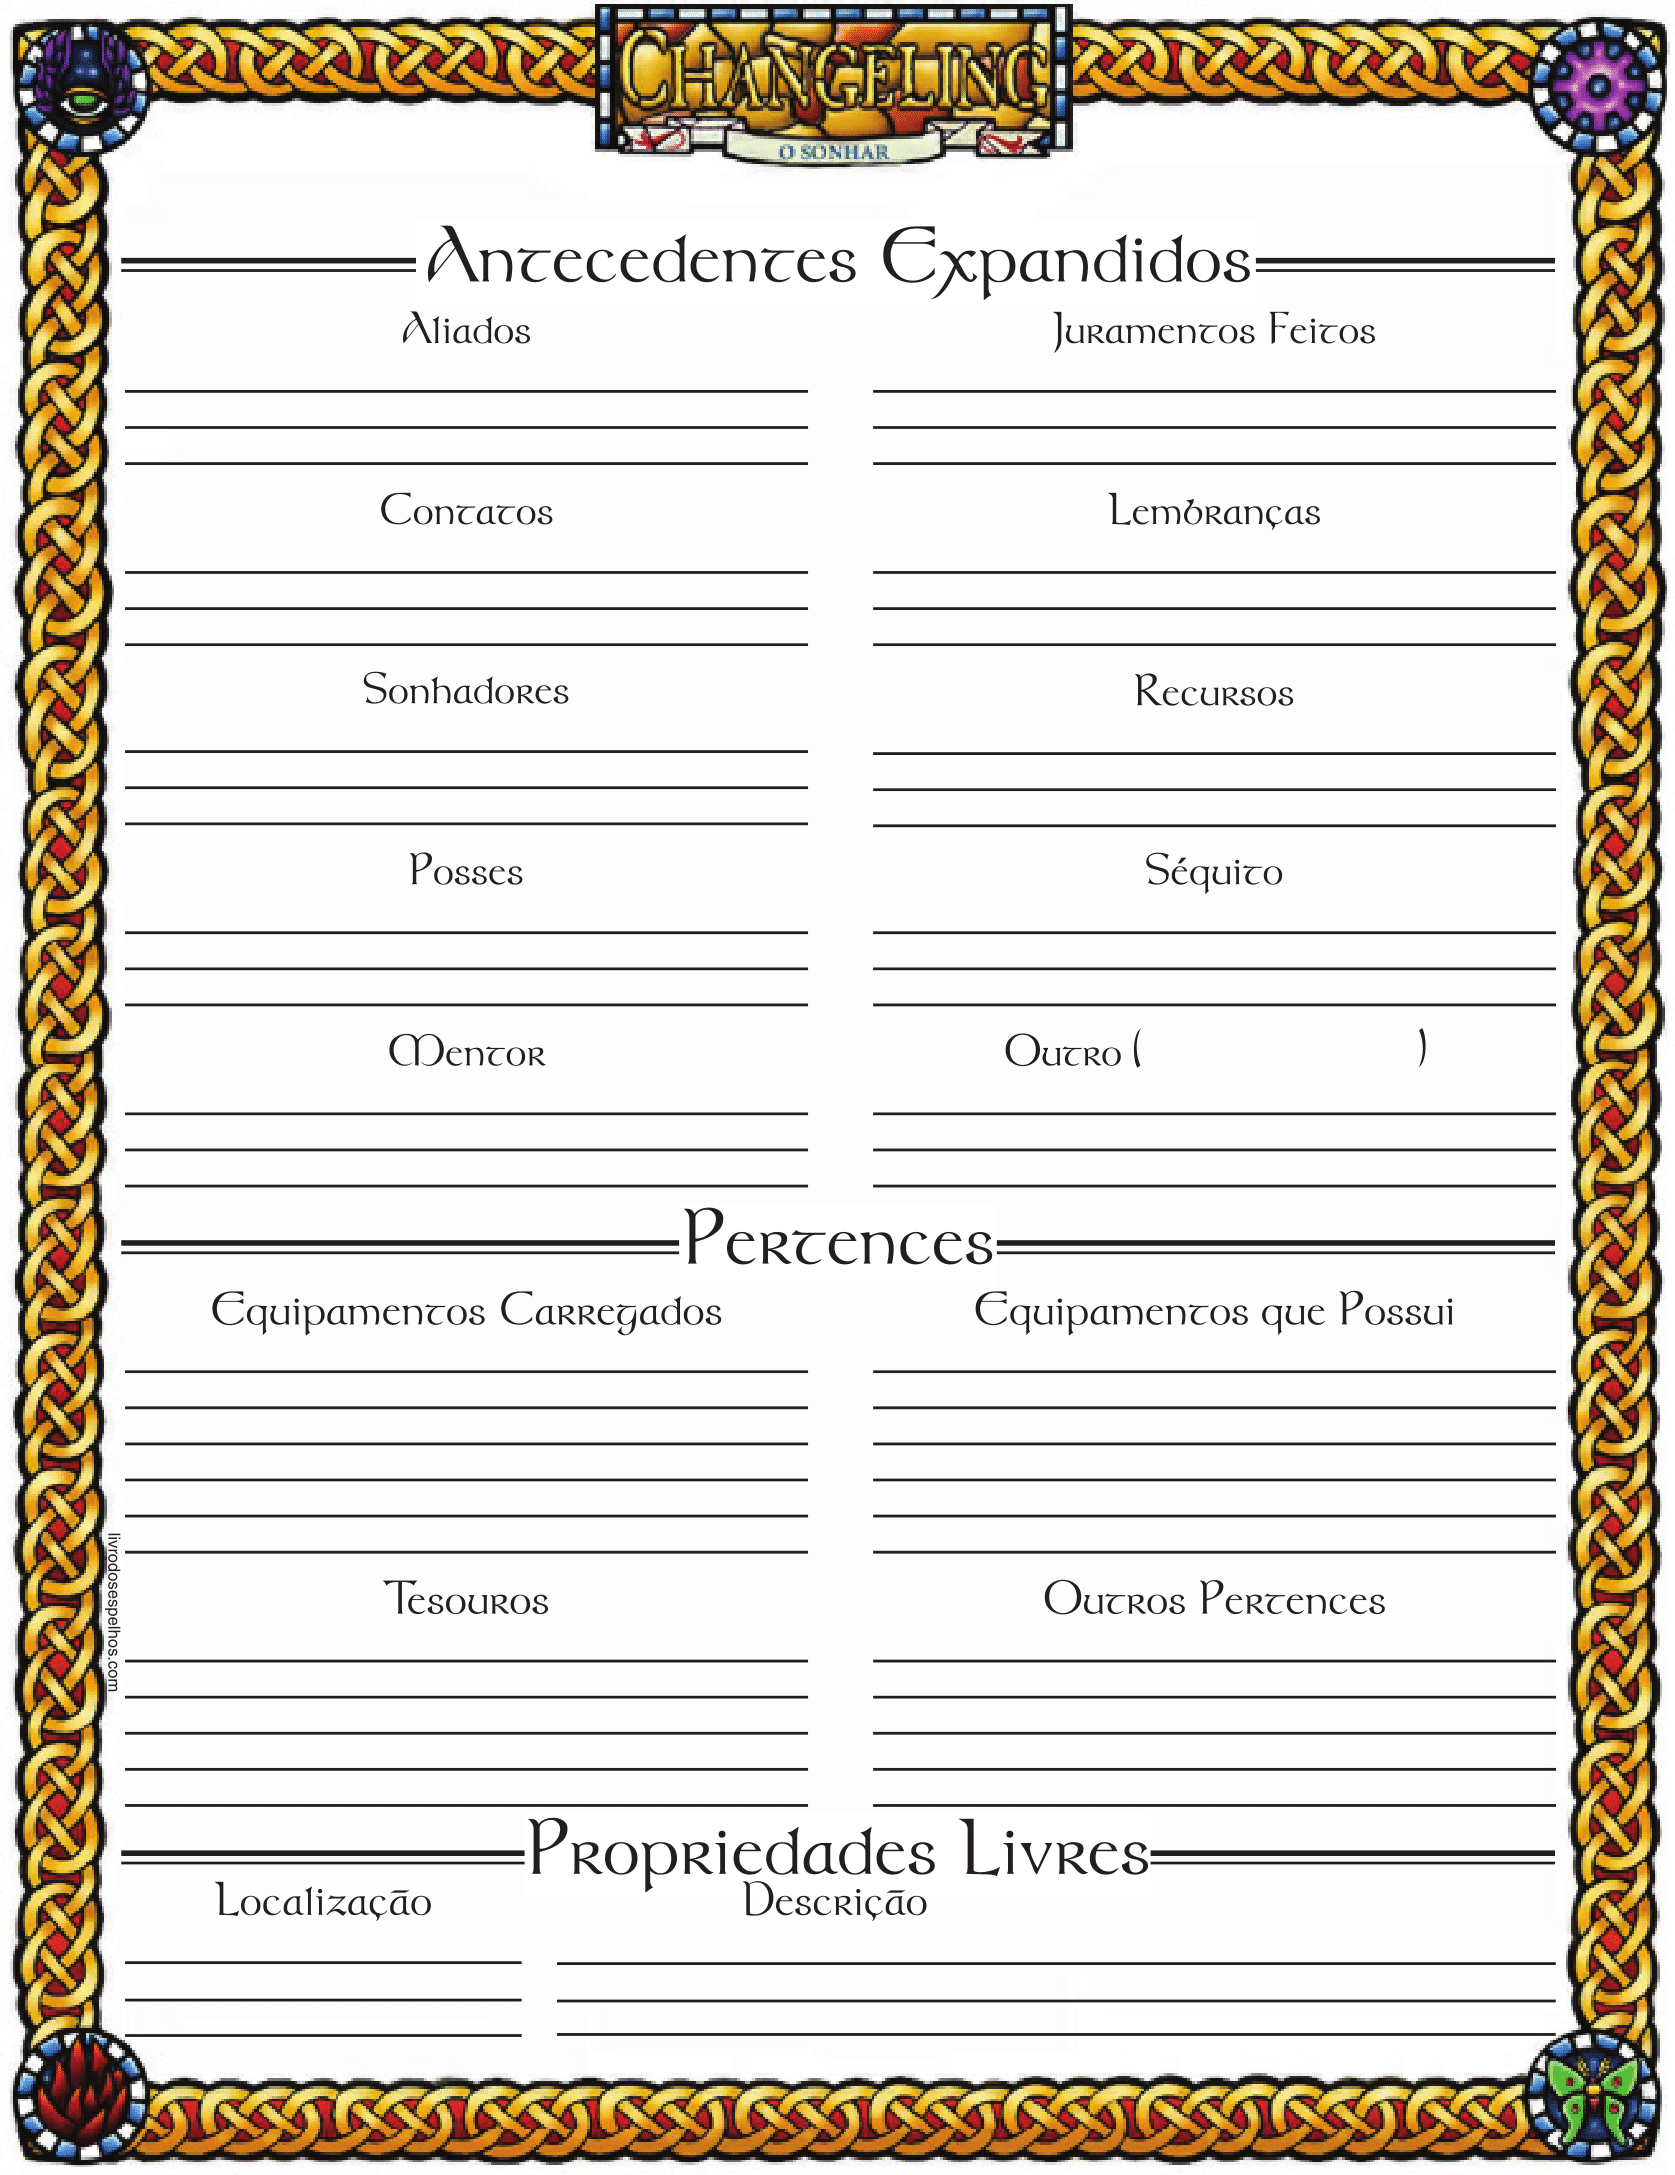 CHANGELING
O SONHAR
Antecedentes Expandidos
Aliados
Juramentos Feitos
Contatos
Lembranças
Sonhadores
Recursos
Posses
Séquito
Mentor
Outro ( )
Pertences
Equipamentos Carregados
Equipamentos que Possui
Tesouros
Outros Pertences
livrodosespelhos.com
Propriedades Livres
Localização
Descrição